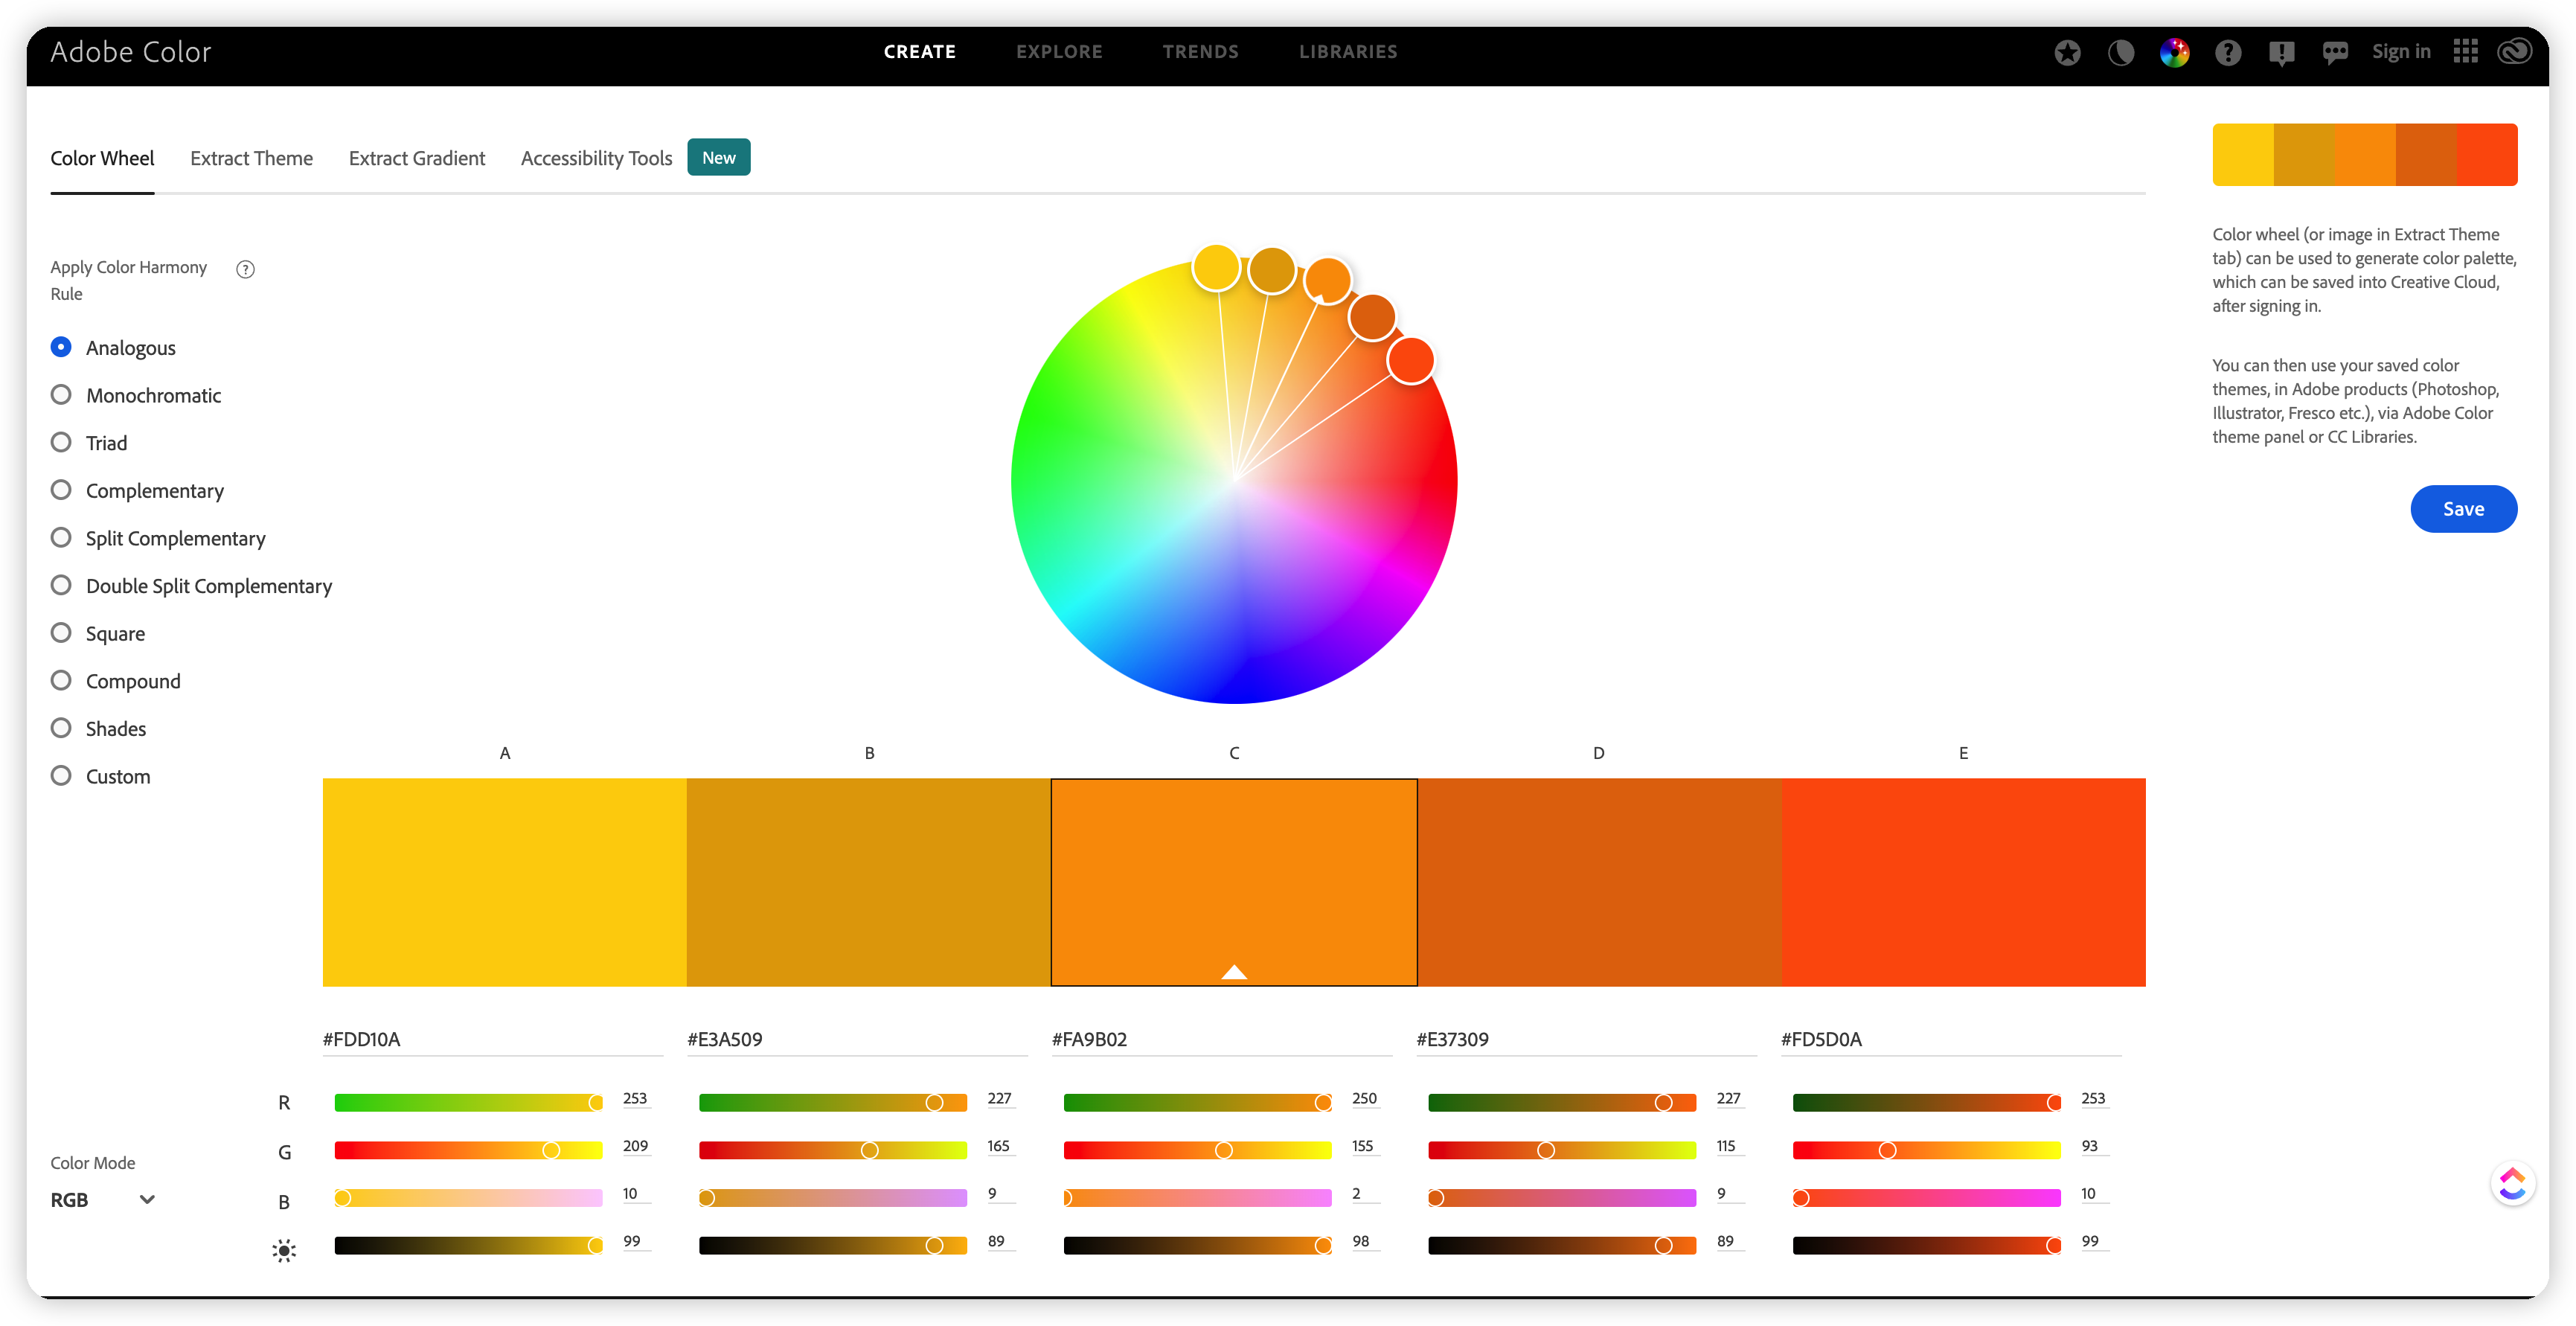 Adobe Color
CREATE
EXPLORE
TRENDS
LIBRARIES
Sign in
Color Wheel
Extract Theme
Extract Gradient
Accessibility Tools
New
Apply Color Harmony
Rule
?
Analogous
Monochromatic
Triad
Complementary
Split Complementary
Double Split Complementary
Square
Compound
Shades
Custom
Color wheel (or image in Extract Theme
tab) can be used to generate color palette,
which can be saved into Creative Cloud,
after signing in.
You can then use your saved color
themes, in Adobe products (Photoshop,
Illustrator, Fresco etc.), via Adobe Color
theme panel or CC Libraries.
Save
A B C D E
#FDD10A #E3A509 #FA9B02 #E37309 #FD5D0A
R 253 227 250 227 253
G 209 165 155 115 93
B 10 9 2 9 10
99 89 98 89 99
Color Mode
RGB